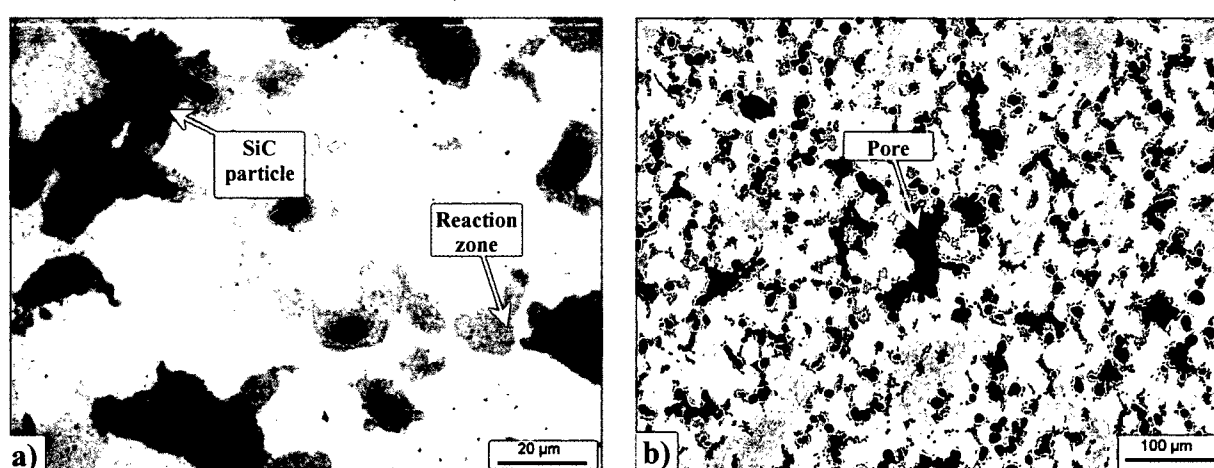 SiC
particle
Reaction
zone
a)
20 µm
Pore
b)
100 µm